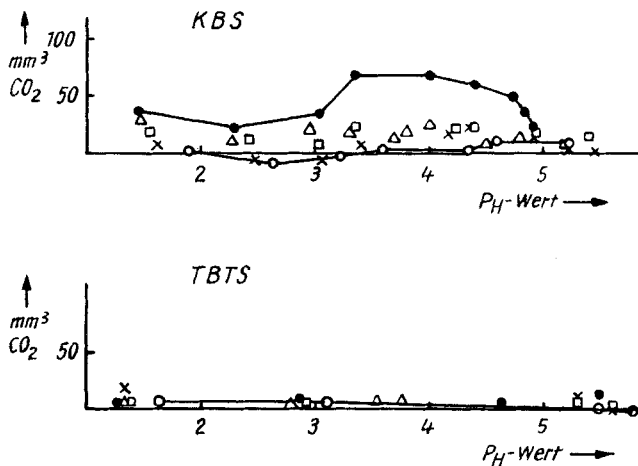 KBS
100
mm³
CO₂
50
2 3 4 5
PH-Wert
TBTS
mm³
CO₂
50
2 3 4 5
PH-Wert